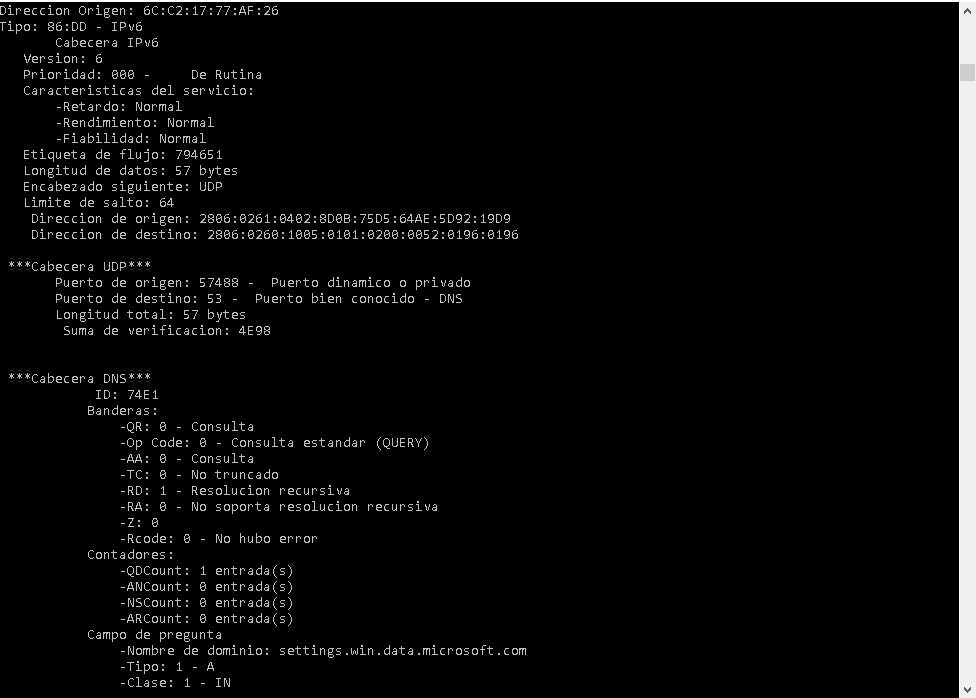 Direccion Origen: 6C:C2:17:77:AF:26
Tipo: 86:DD - IPv6
Cabecera IPv6
Version: 6
Prioridad: 000 - De Rutina
Caracteristicas del servicio:
-Retardo: Normal
-Rendimiento: Normal
-Fiabilidad: Normal
Etiqueta de flujo: 794651
Longitud de datos: 57 bytes
Encabezado siguiente: UDP
Limite de salto: 64
Direccion de origen: 2806:0261:0402:8D0B:75D5:64AE:5D92:19D9
Direccion de destino: 2806:0260:1005:0101:0200:0052:0196:0196
***Cabecera UDP***
Puerto de origen: 57488 - Puerto dinamico o privado
Puerto de destino: 53 - Puerto bien conocido - DNS
Longitud total: 57 bytes
Suma de verificacion: 4E98
***Cabecera DNS***
ID: 74E1
Banderas:
-QR: 0 - Consulta
-Op Code: 0 - Consulta estandar (QUERY)
-AA: 0 - Consulta
-TC: 0 - No truncado
-RD: 1 - Resolucion recursiva
-RA: 0 - No soporta resolucion recursiva
-Z: 0
-Rcode: 0 - No hubo error
Contadores:
-QDCount: 1 entrada(s)
-ANCount: 0 entrada(s)
-NSCount: 0 entrada(s)
-ARCount: 0 entrada(s)
Campo de pregunta
-Nombre de dominio: settings.win.data.microsoft.com
-Tipo: 1 - A
-Clase: 1 - IN